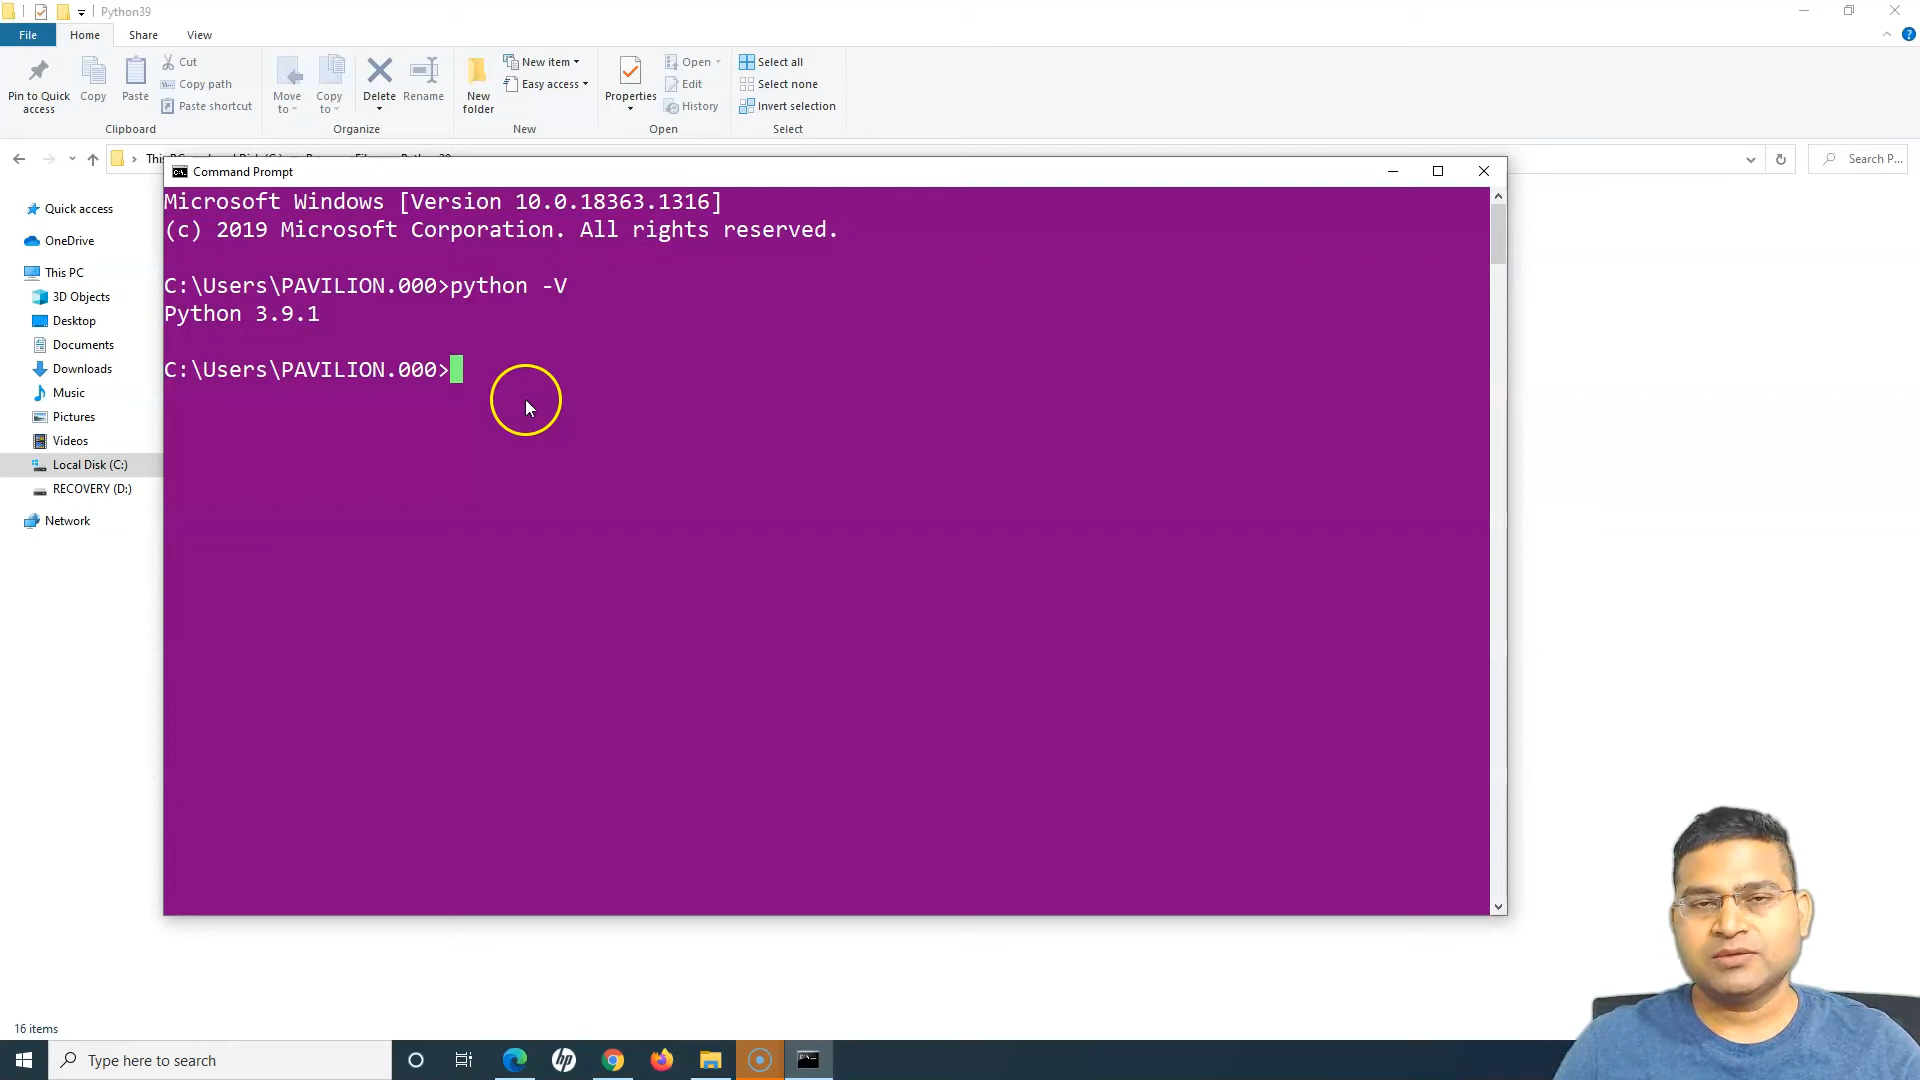 Python39
File Home Share View
Pin to Quick access
Copy
Paste
Cut
Copy path
Paste shortcut
Clipboard
Move to
Copy to
Delete
Rename
Organize
New folder
New item
Easy access
New
Properties
Open
Edit
History
Open
Select all
Select none
Invert selection
Select
Search P...
Command Prompt
Microsoft Windows [Version 10.0.18363.1316]
(c) 2019 Microsoft Corporation. All rights reserved.
C:\Users\PAVILION.000>python -V
Python 3.9.1
C:\Users\PAVILION.000>
Quick access
OneDrive
This PC
3D Objects
Desktop
Documents
Downloads
Music
Pictures
Videos
Local Disk (C:)
RECOVERY (D:)
Network
16 items
Type here to search
hp